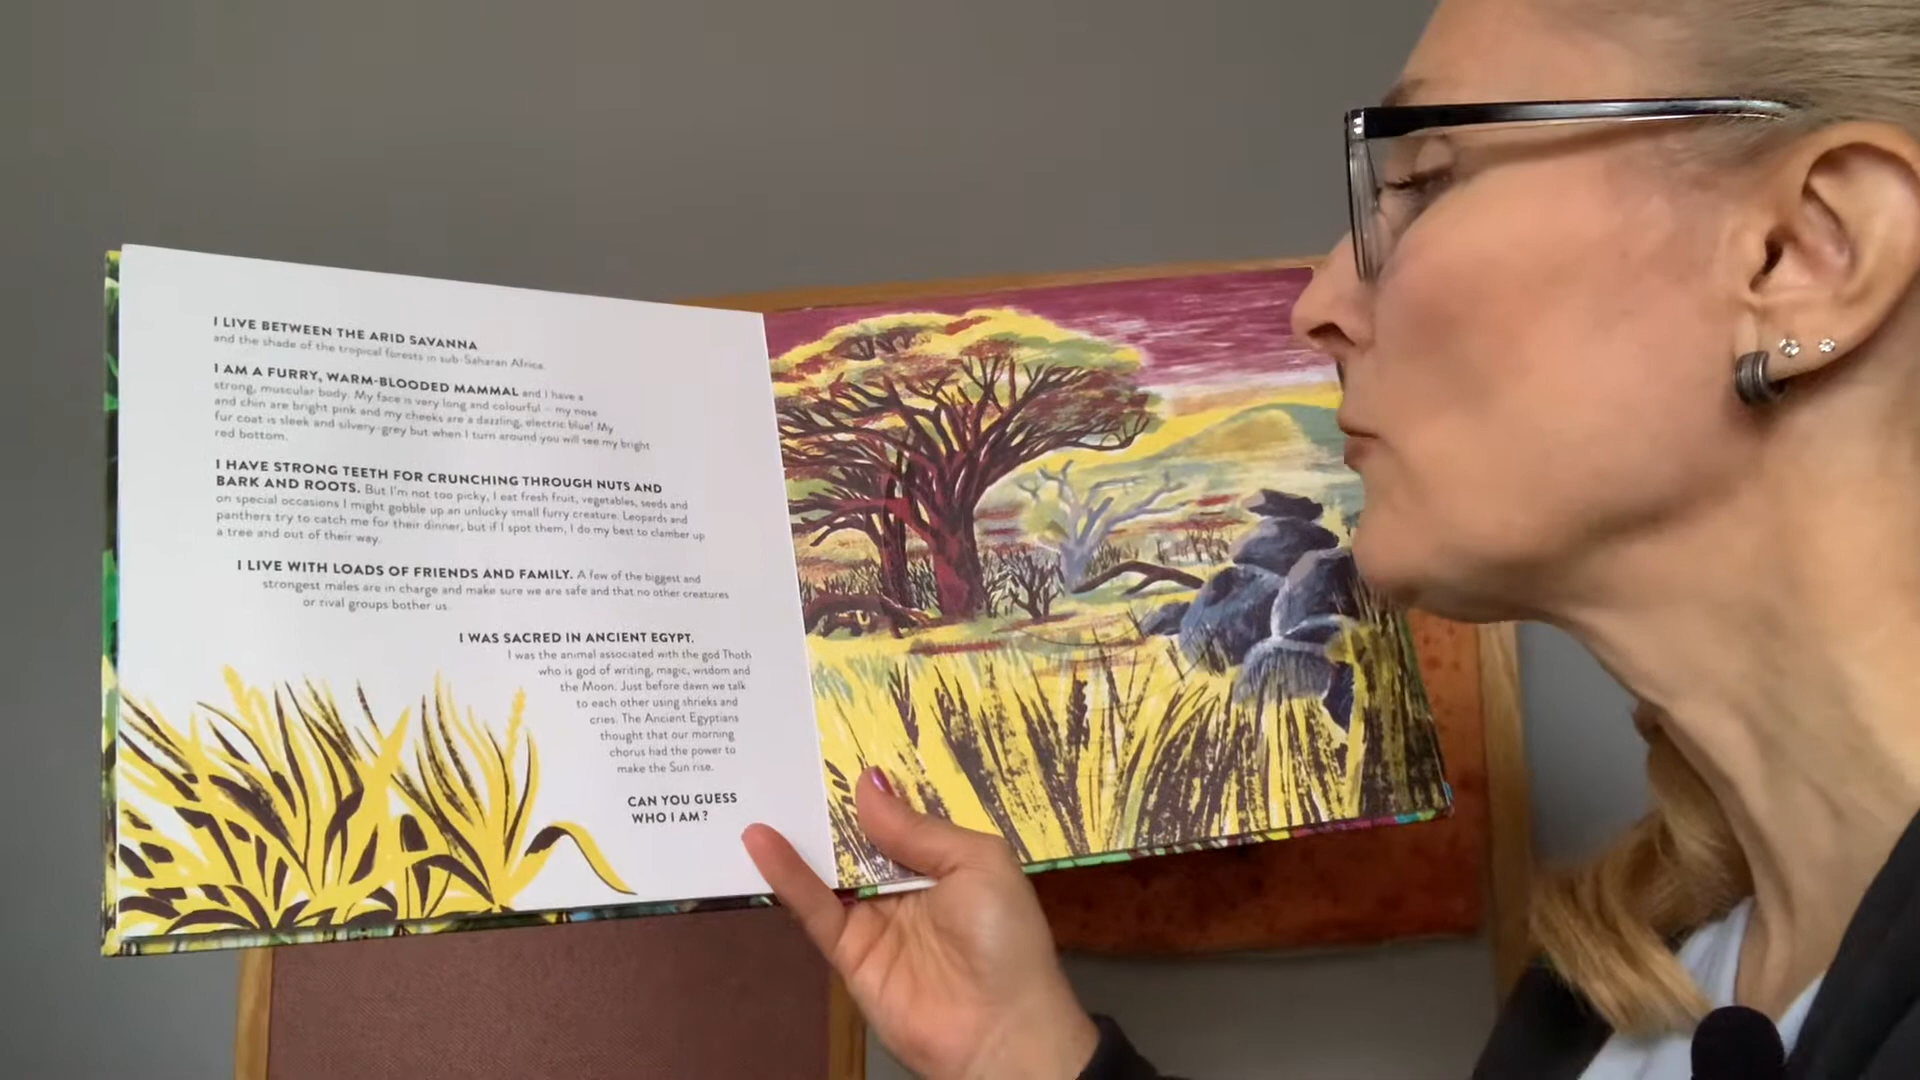 I LIVE BETWEEN THE ARID SAVANNA
and the shade of the tropical forests in sub-Saharan Africa.
I AM A FURRY, WARM-BLOODED MAMMAL and I have a
strong, muscular body. My face is very long and colourful – my nose
and chin are bright pink and my cheeks are a dazzling, electric blue! My
fur coat is sleek and silvery-grey but when I turn around you will see my bright
red bottom.
I HAVE STRONG TEETH FOR CRUNCHING THROUGH NUTS AND
BARK AND ROOTS. But I'm not too picky, I eat fresh fruit, vegetables, seeds and
on special occasions I might gobble up an unlucky small furry creature. Leopards and
panthers try to catch me for their dinner, but if I spot them, I do my best to clamber up
a tree and out of their way.
I LIVE WITH LOADS OF FRIENDS AND FAMILY. A few of the biggest and
strongest males are in charge and make sure we are safe and that no other creatures
or rival groups bother us.
I WAS SACRED IN ANCIENT EGYPT.
I was the animal associated with the god Thoth
who is god of writing, magic, wisdom and
the Moon. Just before dawn we talk
to each other using shrieks and
cries. The Ancient Egyptians
thought that our morning
chorus had the power to
make the Sun rise.
CAN YOU GUESS
WHO I AM?